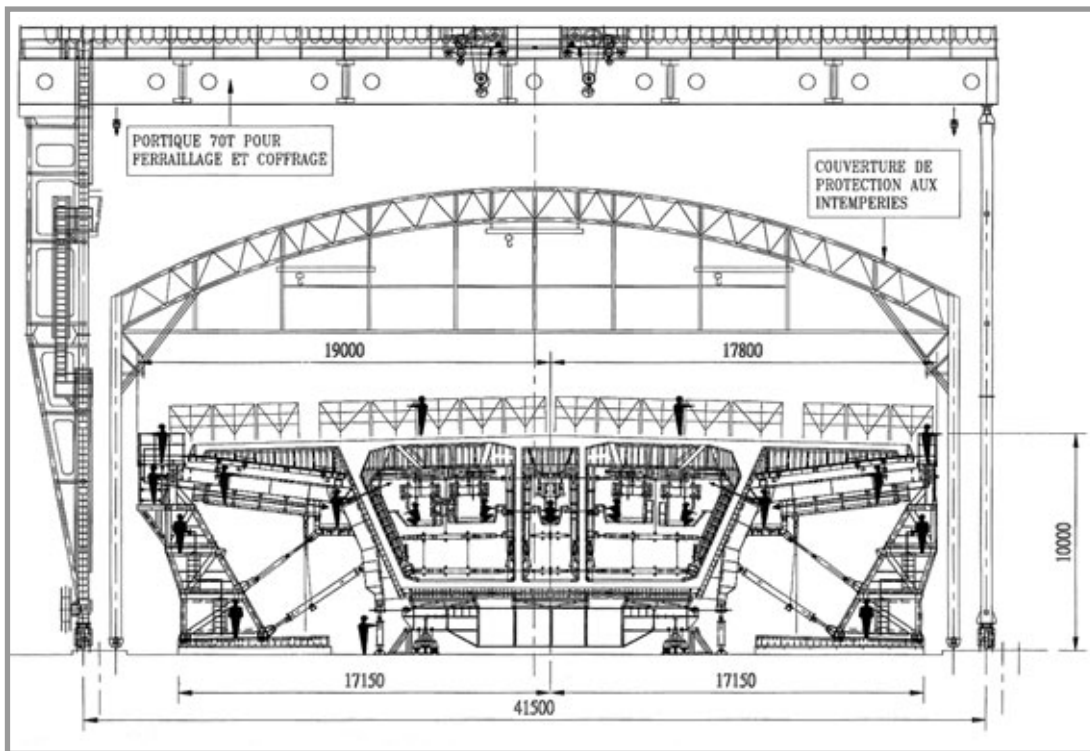 PORTIQUE 70T POUR
FERRAILLAGE ET COFFRAGE
COUVERTURE DE
PROTECTION AUX
INTEMPERIES
19000
17800
10000
17150
17150
41500